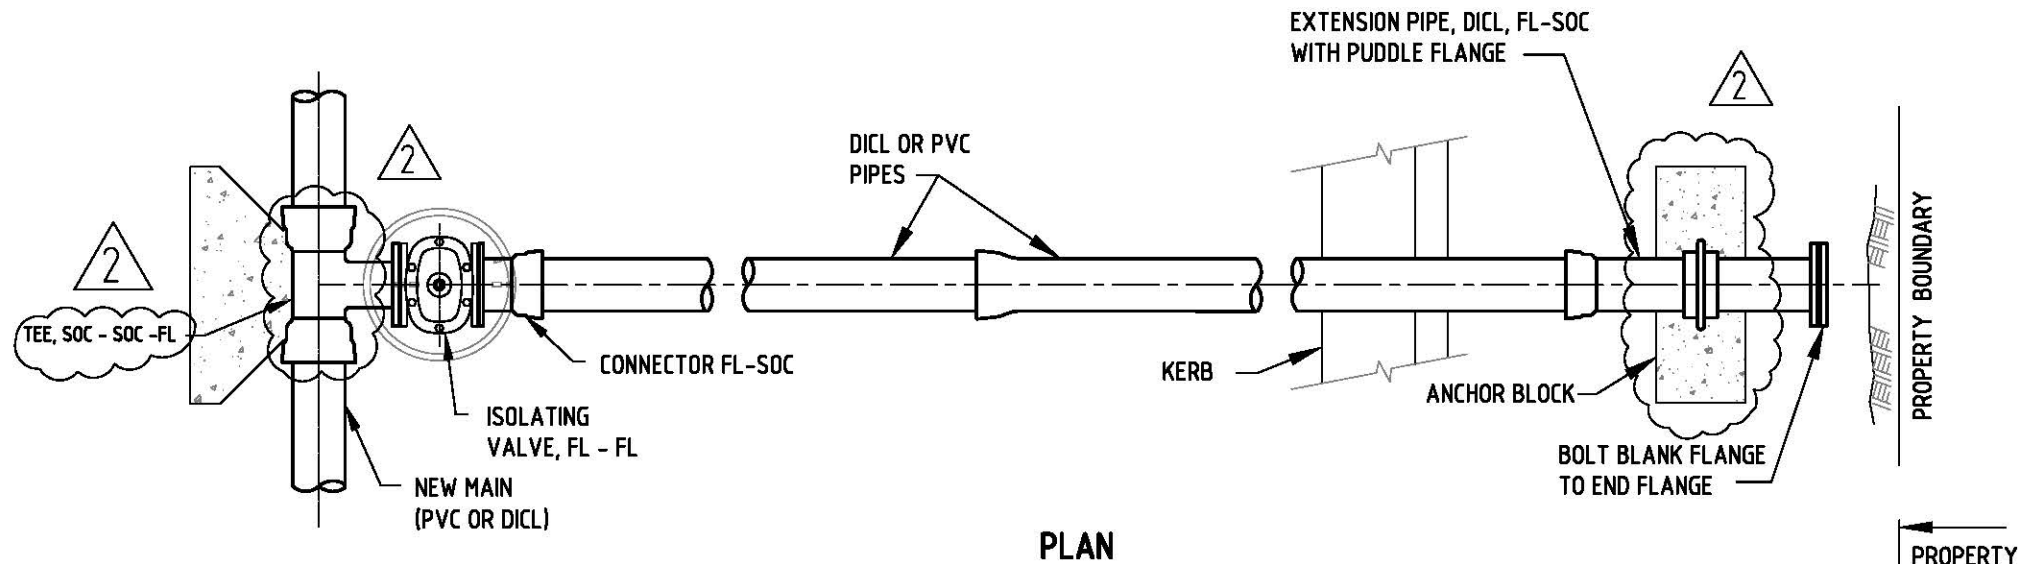 EXTENSION PIPE, DICL, FL-SOC
WITH PUDDLE FLANGE
2
DICL OR PVC
PIPES
2
2
TEE, SOC - SOC -FL
CONNECTOR FL-SOC
ISOLATING
VALVE, FL - FL
NEW MAIN
(PVC OR DICL)
KERB
ANCHOR BLOCK
BOLT BLANK FLANGE
TO END FLANGE
PROPERTY BOUNDARY
PLAN
PROPERTY